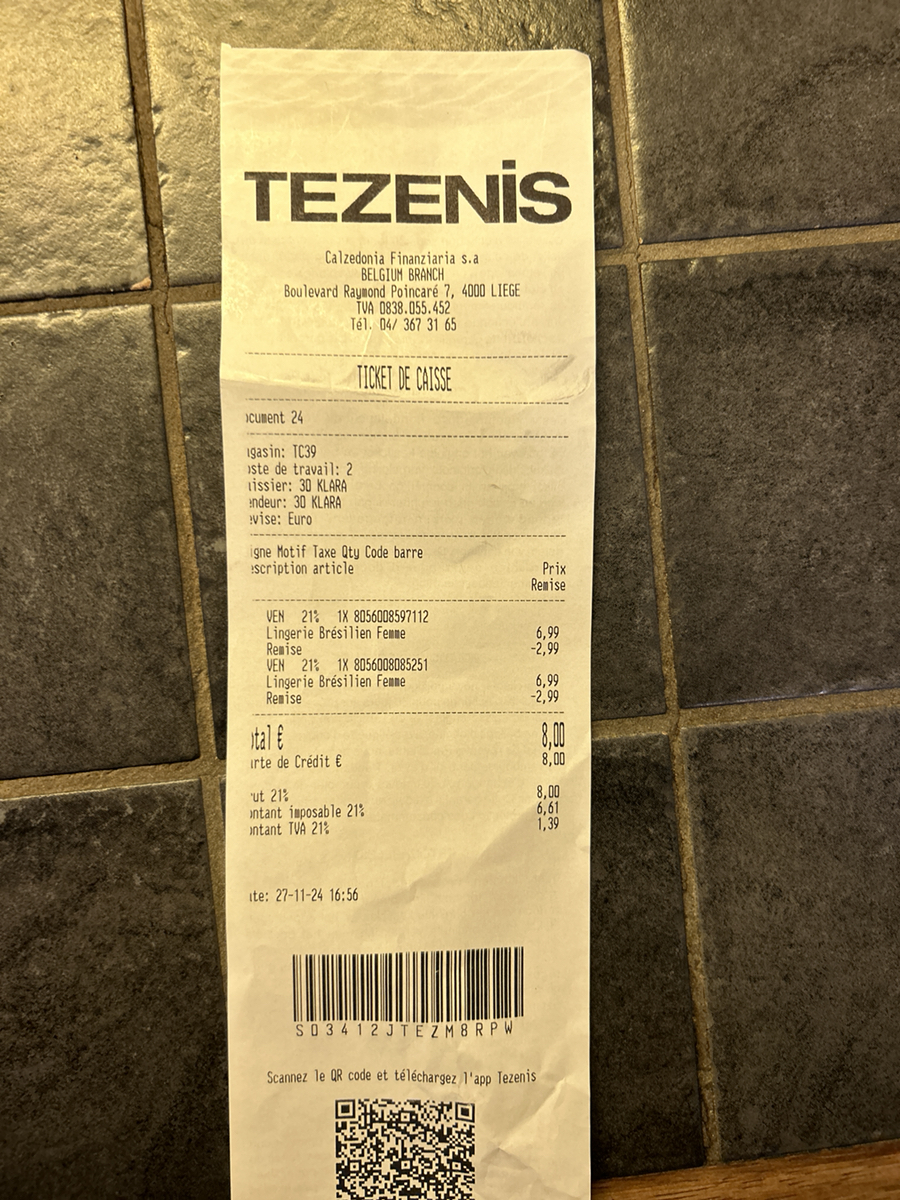 TEZENiS
Calzedonia Finanziaria s.a
BELGIUM BRANCH
Boulevard Raymond Poincaré 7, 4000 LIEGE
TVA 0838.055.452
Tél. 04/ 367 31 65
TICKET DE CAISSE
ocument 24
agasin: TC39
oste de travail: 2
aissier: 30 KLARA
endeur: 30 KLARA
evise: Euro
igne Motif Taxe Qty Code barre
escription article Prix
Remise
VEN 21% 1X 8056008597112
Lingerie Brésilien Femme 6,99
Remise -2,99
VEN 21% 1X 8056008085251
Lingerie Brésilien Femme 6,99
Remise -2,99
otal € 8,00
arte de Crédit € 8,00
rut 21% 8,00
ontant imposable 21% 6,61
ontant TVA 21% 1,39
ate: 27-11-24 16:56
S03412JTEZM8RPW
Scannez le QR code et téléchargez l'app Tezenis